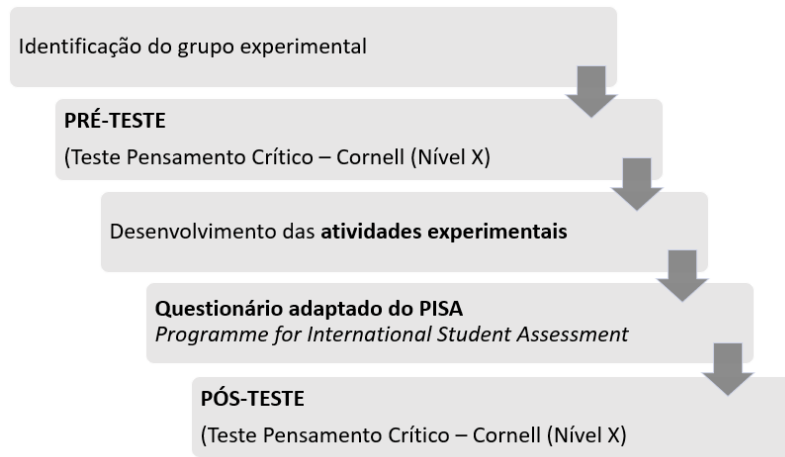 Identificação do grupo experimental
PRÉ-TESTE
(Teste Pensamento Crítico – Cornell (Nível X)
Desenvolvimento das atividades experimentais
Questionário adaptado do PISA
Programme for International Student Assessment
PÓS-TESTE
(Teste Pensamento Crítico – Cornell (Nível X)